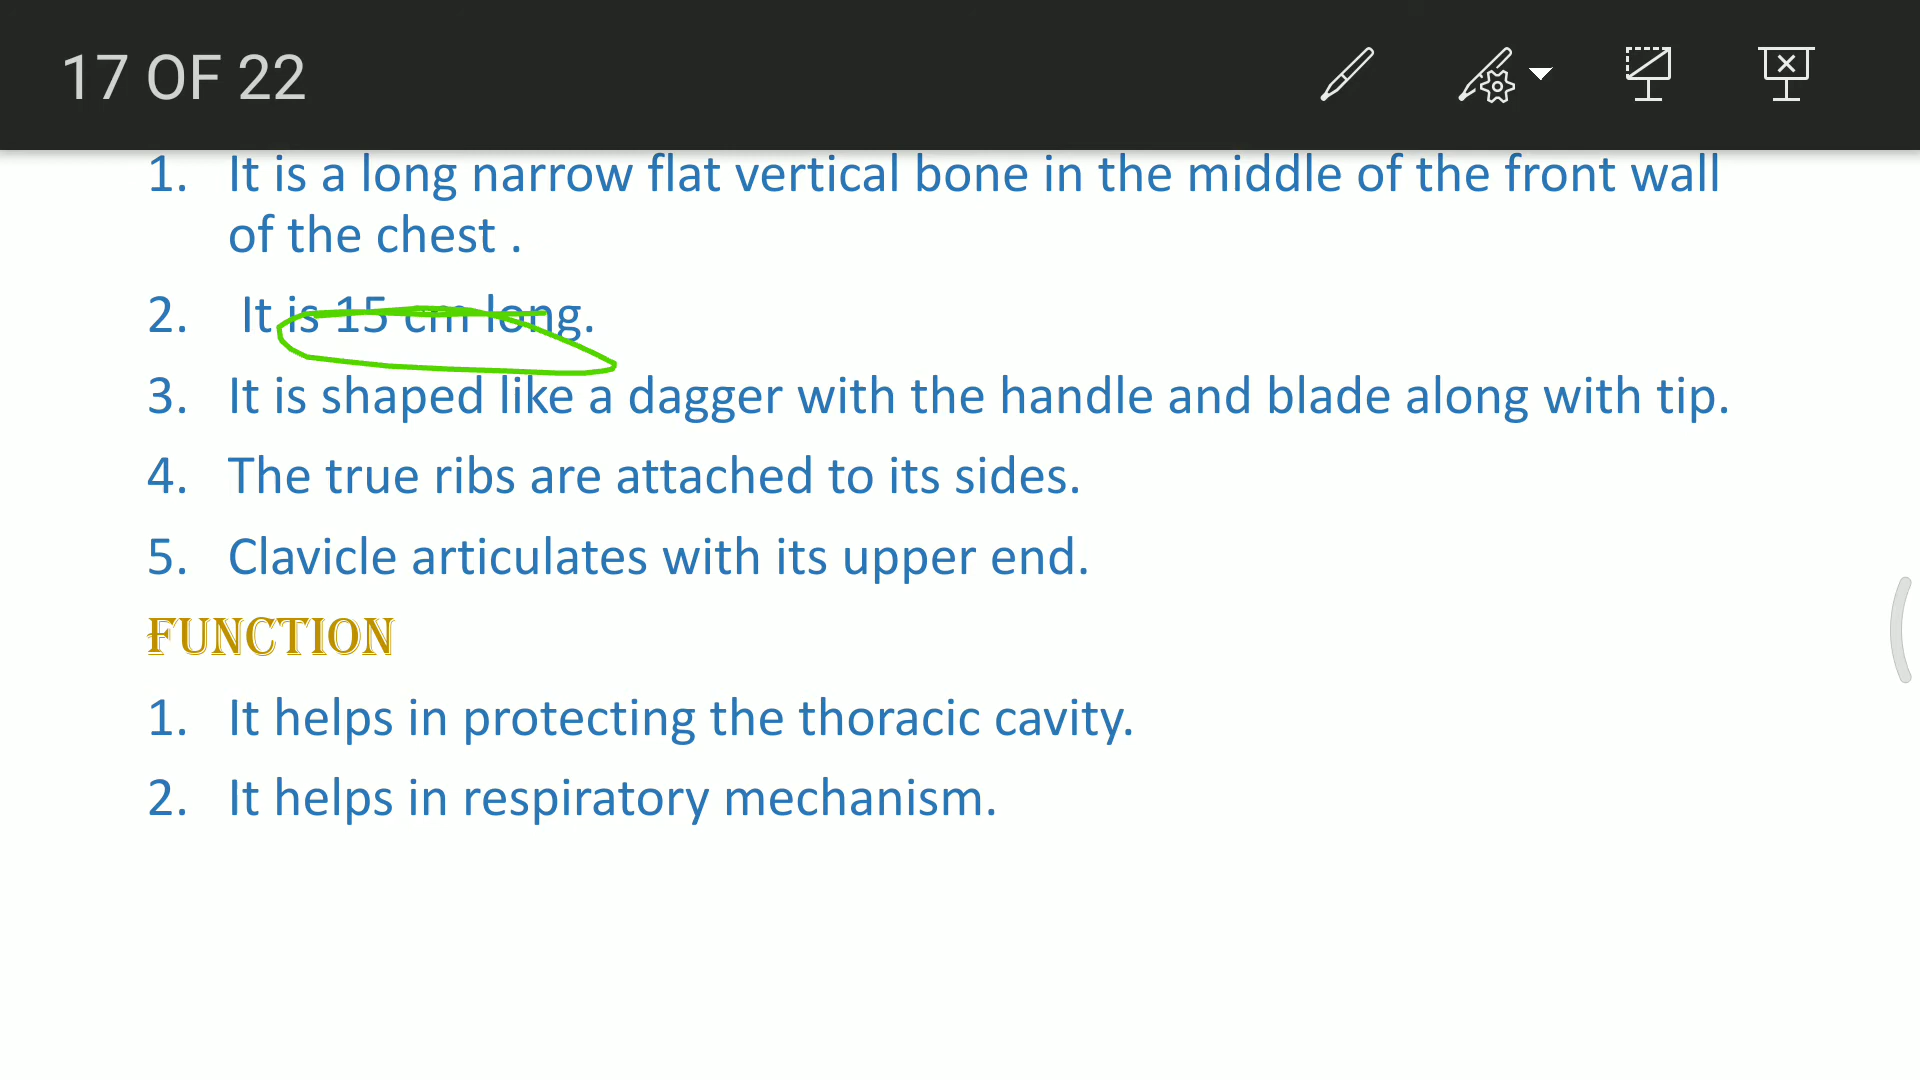 17 OF 22
1. It is a long narrow flat vertical bone in the middle of the front wall
of the chest .
2. It is 15 cm long.
3. It is shaped like a dagger with the handle and blade along with tip.
4. The true ribs are attached to its sides.
5. Clavicle articulates with its upper end.
FUNCTION
1. It helps in protecting the thoracic cavity.
2. It helps in respiratory mechanism.